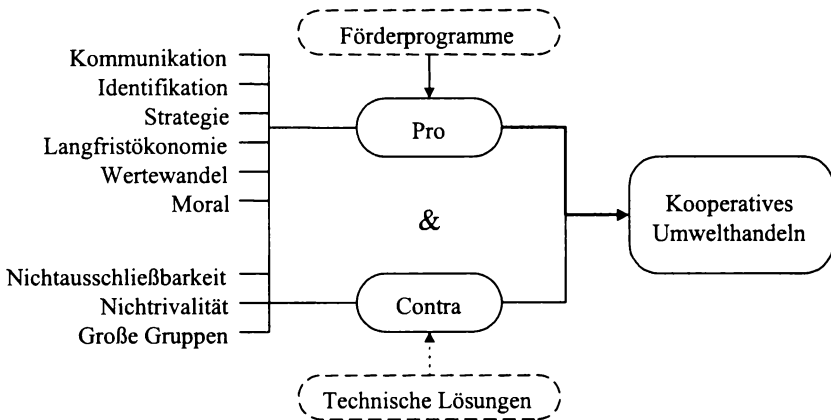 Förderprogramme
Kommunikation
Identifikation
Strategie
Langfristökonomie
Wertewandel
Moral
Pro
&
Kooperatives
Umwelthandeln
Nichtausschließbarkeit
Nichtrivalität
Große Gruppen
Contra
Technische Lösungen